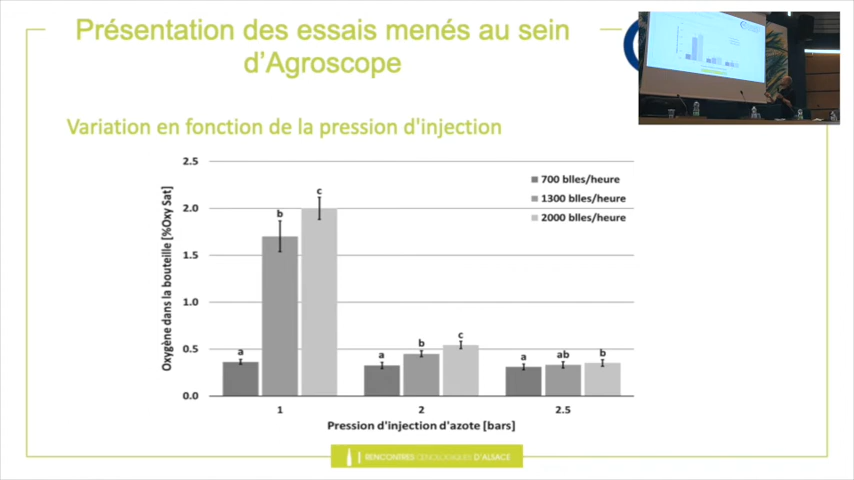 Présentation des essais menés au sein
d'Agroscope
Variation en fonction de la pression d'injection
2.5
2.0
1.5
1.0
0.5
0.0
Oxygène dans la bouteille [%Oxy Sat]
700 blles/heure
1300 blles/heure
2000 blles/heure
a b c
a b c
a ab b
1 2 2.5
Pression d'injection d'azote [bars]
RENCONTRES ŒNOLOGIQUES D'ALSACE